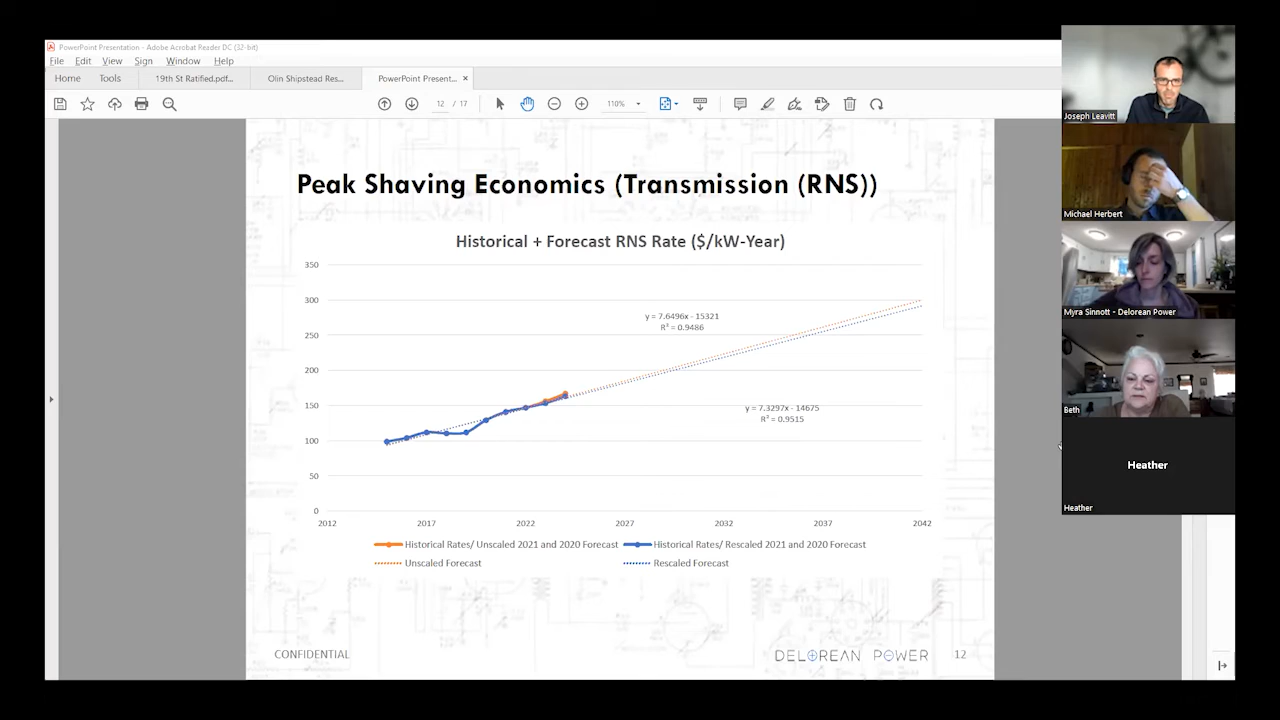 PowerPoint Presentation - Adobe Acrobat Reader DC (32-bit)
File Edit View Sign Window Help
Home Tools 19th St Ratified.pdf... Olin Shipstead Res... PowerPoint Present... ×
12 / 17 110%
Peak Shaving Economics (Transmission (RNS))
Historical + Forecast RNS Rate ($/kW-Year)
350
300
y = 7.6496x - 15321
R² = 0.9486
250
200
150
y = 7.3297x - 14675
R² = 0.9515
100
50
0
2012 2017 2022 2027 2032 2037 2042
Historical Rates/ Unscaled 2021 and 2020 Forecast Historical Rates/ Rescaled 2021 and 2020 Forecast
Unscaled Forecast Rescaled Forecast
CONFIDENTIAL DELOREAN POWER 12
Joseph Leavitt
Michael Herbert
Myra Sinnott - Delorean Power
Beth
Heather
Heather